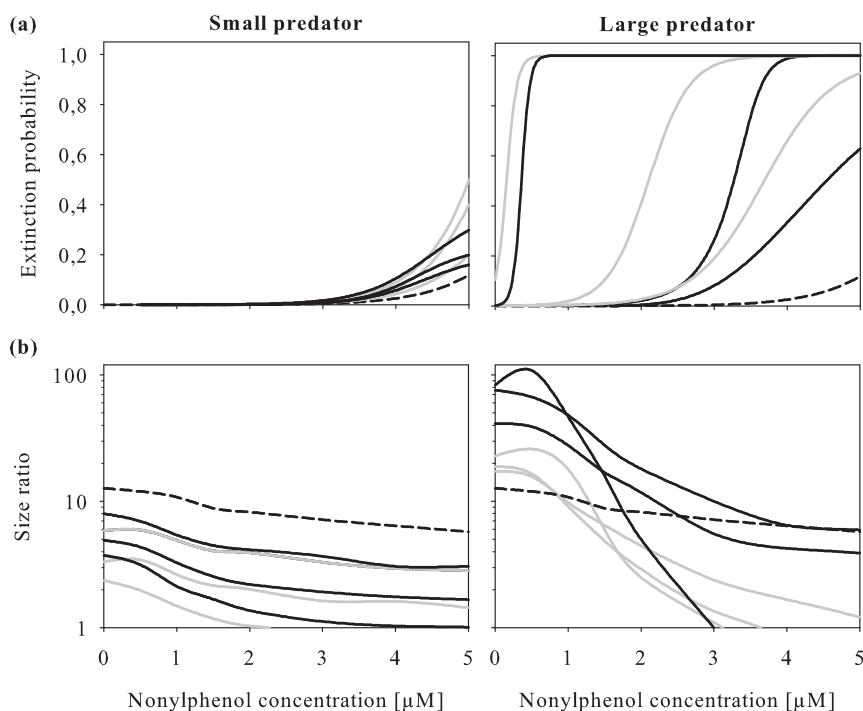 (a) Small predator Large predator
1,0
0,8
0,6
0,4
0,2
0,0
Extinction probability
(b)
100
10
1
Size ratio
0 1 2 3 4 5 0 1 2 3 4 5
Nonylphenol concentration [µM] Nonylphenol concentration [µM]